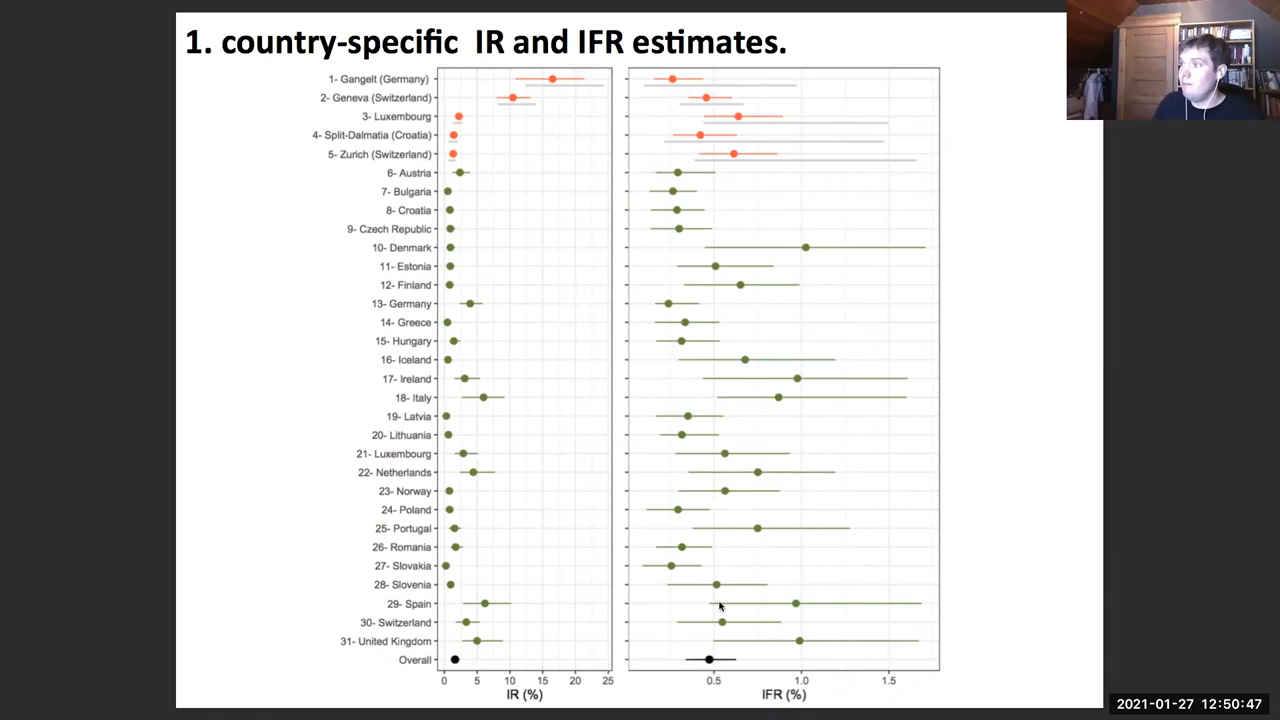 1. country-specific  IR and IFR estimates.
1- Gangelt (Germany)
2- Geneva (Switzerland)
3- Luxembourg
4- Split-Dalmatia (Croatia)
5- Zurich (Switzerland)
6- Austria
7- Bulgaria
8- Croatia
9- Czech Republic
10- Denmark
11- Estonia
12- Finland
13- Germany
14- Greece
15- Hungary
16- Iceland
17- Ireland
18- Italy
19- Latvia
20- Lithuania
21- Luxembourg
22- Netherlands
23- Norway
24- Poland
25- Portugal
26- Romania
27- Slovakia
28- Slovenia
29- Spain
30- Switzerland
31- United Kingdom
Overall
0 5 10 15 20 25
IR (%)
0.5 1.0 1.5
IFR (%)
2021-01-27 12:50:47